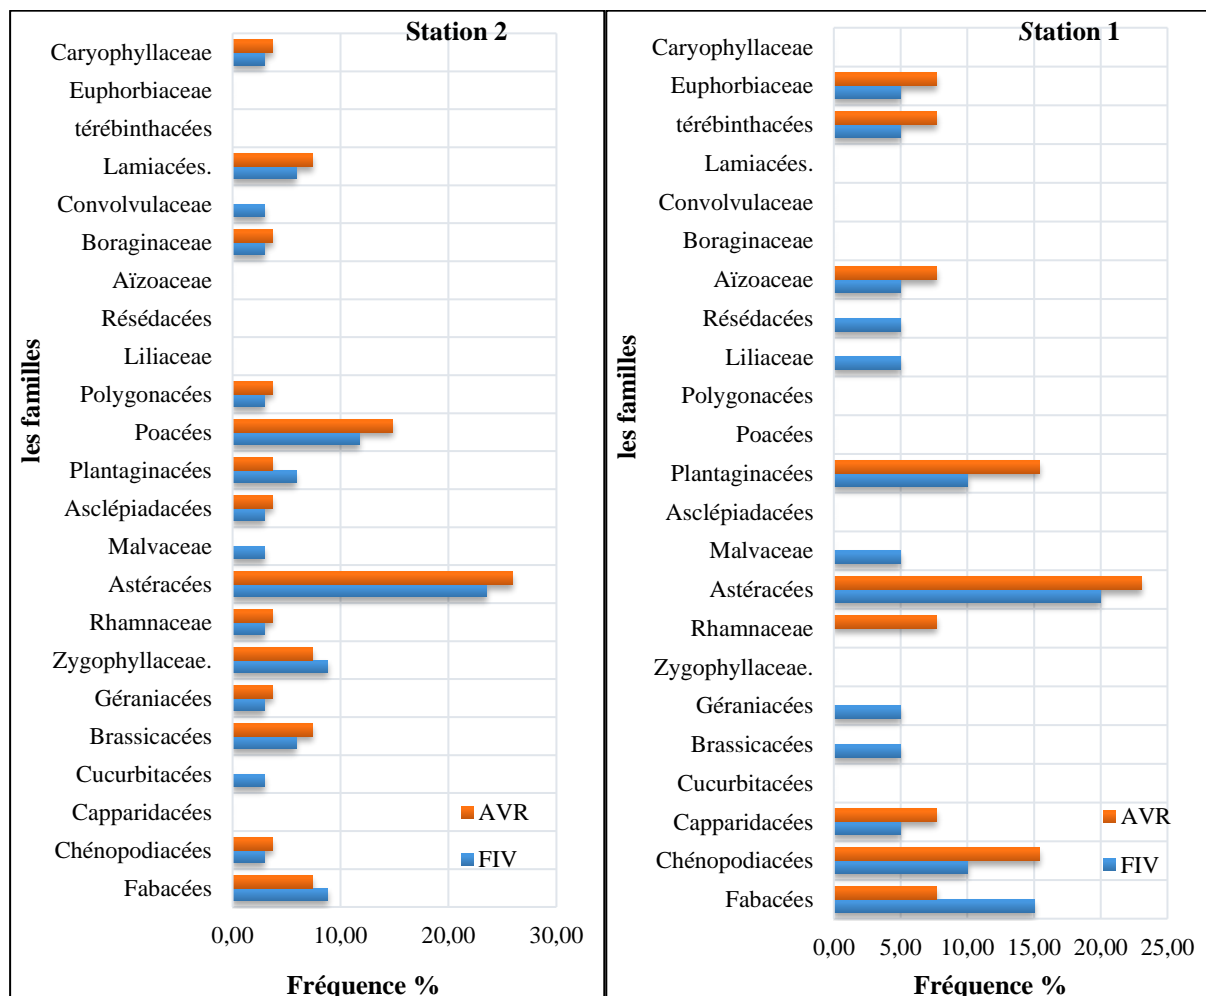 Station 2
les familles
Caryophyllaceae
Euphorbiaceae
térébinthacées
Lamiacées.
Convolvulaceae
Boraginaceae
Aïzoaceae
Résédacées
Liliaceae
Polygonacées
Poacées
Plantaginacées
Asclépiadacées
Malvaceae
Astéracées
Rhamnaceae
Zygophyllaceae.
Géraniacées
Brassicacées
Cucurbitacées
Capparidacées
Chénopodiacées
Fabacées
AVR
FIV
0,00 10,00 20,00 30,00
Fréquence %
Station 1
les familles
Caryophyllaceae
Euphorbiaceae
térébinthacées
Lamiacées.
Convolvulaceae
Boraginaceae
Aïzoaceae
Résédacées
Liliaceae
Polygonacées
Poacées
Plantaginacées
Asclépiadacées
Malvaceae
Astéracées
Rhamnaceae
Zygophyllaceae.
Géraniacées
Brassicacées
Cucurbitacées
Capparidacées
Chénopodiacées
Fabacées
AVR
FIV
0,00 5,00 10,00 15,00 20,00 25,00
Fréquence %